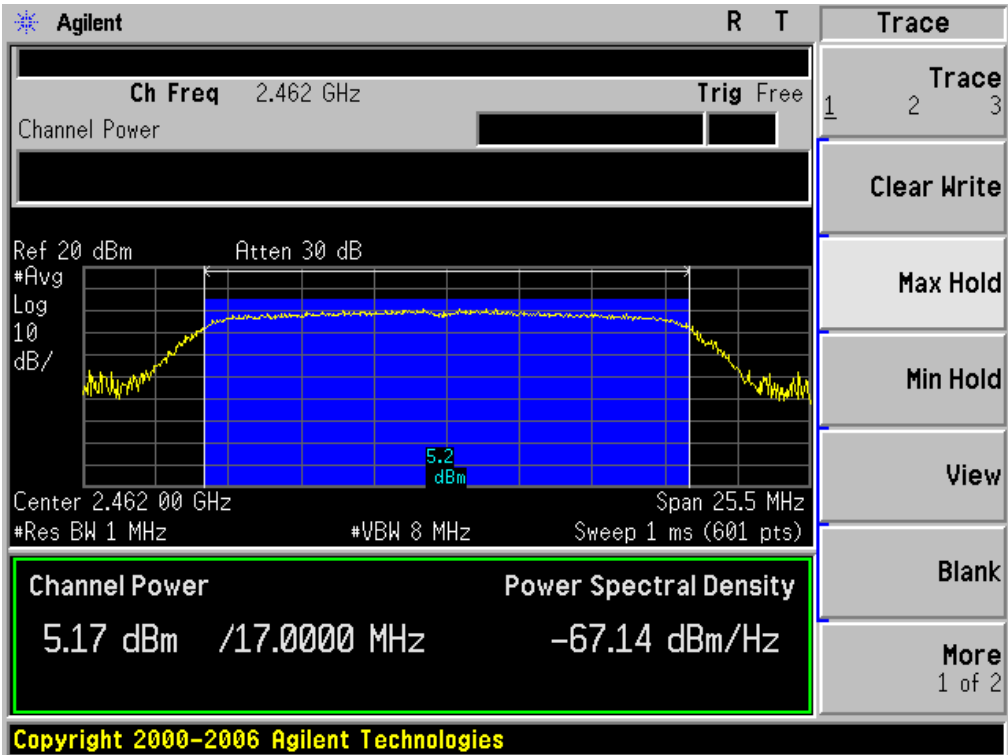 Agilent R T
Ch Freq 2.462 GHz Trig Free
Channel Power
Ref 20 dBm Atten 30 dB
#Avg
Log
10
dB/
5.2
dBm
Center 2.462 00 GHz Span 25.5 MHz
#Res BW 1 MHz #VBW 8 MHz Sweep 1 ms (601 pts)
Channel Power Power Spectral Density
5.17 dBm /17.0000 MHz -67.14 dBm/Hz
Copyright 2000-2006 Agilent Technologies
Trace
Trace
1 2 3
Clear Write
Max Hold
Min Hold
View
Blank
More
1 of 2